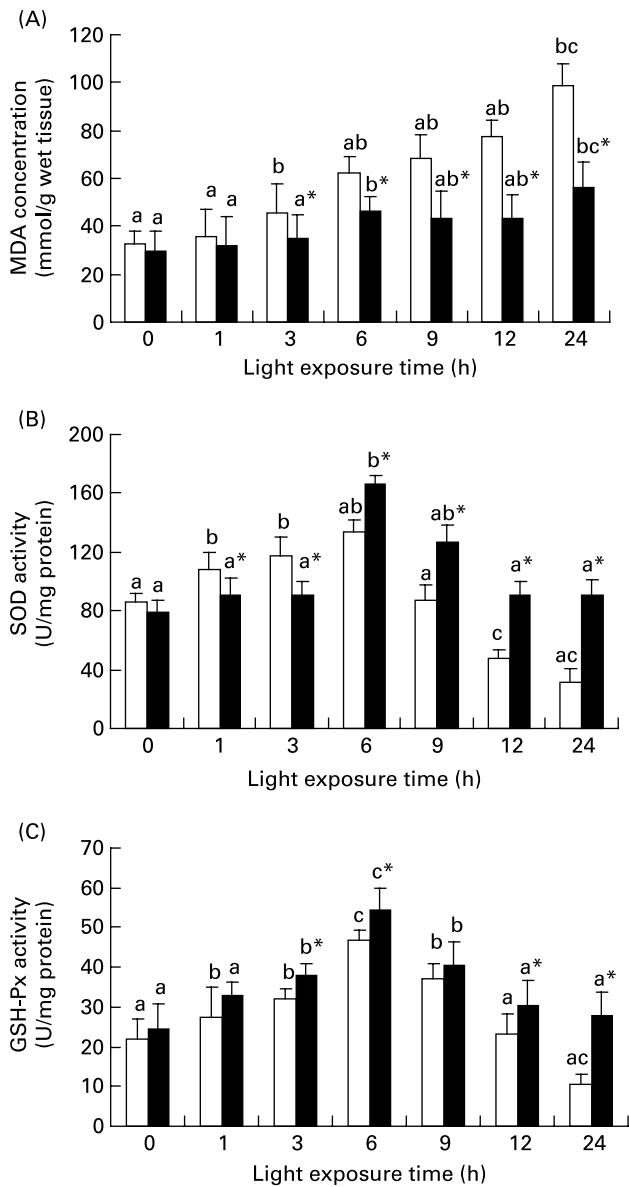 (A)
MDA concentration
(mmol/g wet tissue)
120
100
80
60
40
20
0
a a
a a
b a*
ab b*
ab ab*
ab ab*
bc bc*
0 1 3 6 9 12 24
Light exposure time (h)
(B)
SOD activity
(U/mg protein)
200
160
120
80
40
0
a a
b a*
b a*
ab b*
a ab*
c a*
ac a*
0 1 3 6 9 12 24
Light exposure time (h)
(C)
GSH-Px activity
(U/mg protein)
70
60
50
40
30
20
10
0
a a
b a
b b*
c c*
b b
a a*
ac a*
0 1 3 6 9 12 24
Light exposure time (h)